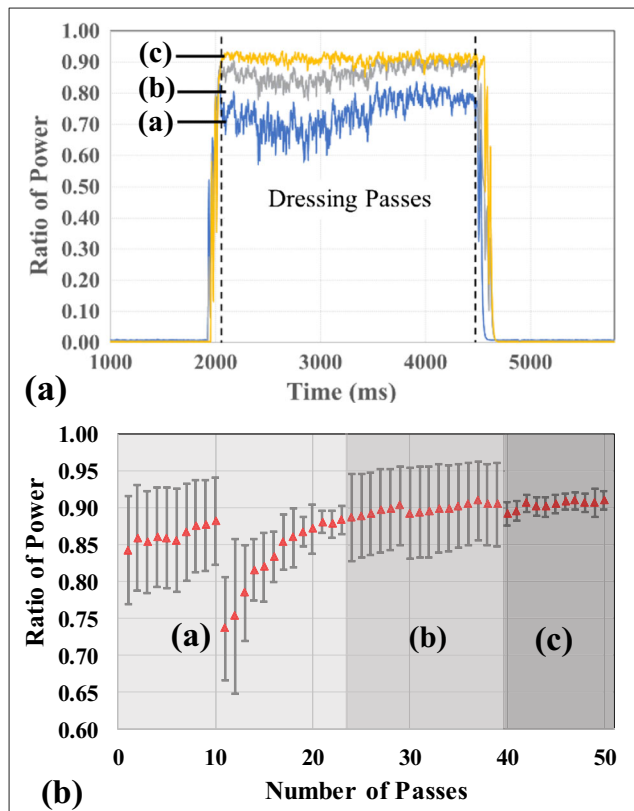 1.00
0.90
0.80
0.70
0.60
0.50
0.40
0.30
0.20
0.10
0.00
Ratio of Power
(c)
(b)
(a)
Dressing Passes
1000 2000 3000 4000 5000
Time (ms)
(a)
1.00
0.95
0.90
0.85
0.80
0.75
0.70
0.65
0.60
Ratio of Power
(a) (b) (c)
0 10 20 30 40 50
Number of Passes
(b)